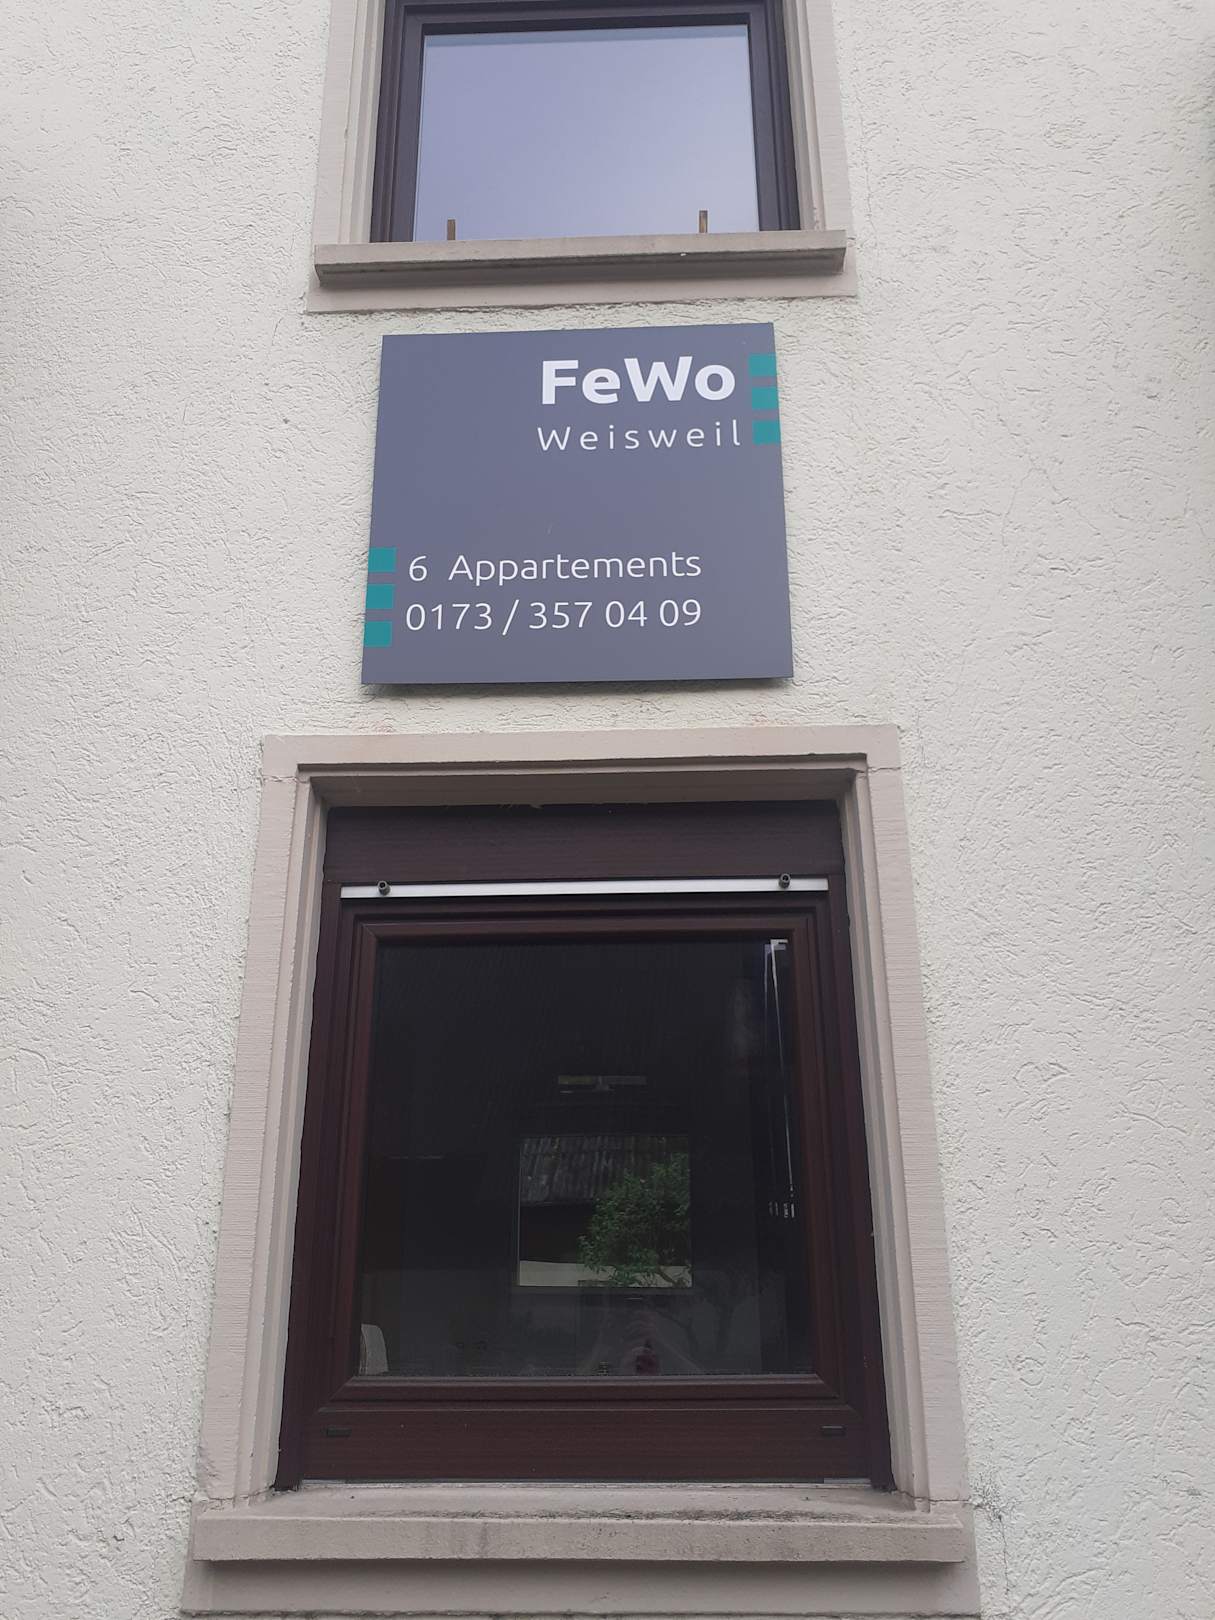 FeWo
Weisweil
6 Appartements
0173 / 357 04 09